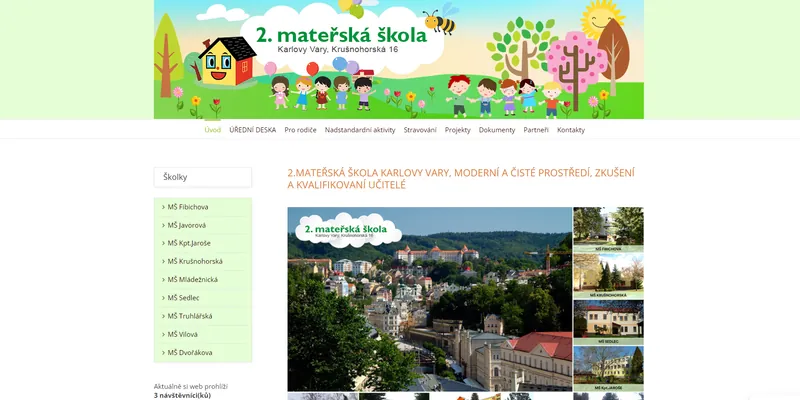 2. mateřská škola
Karlovy Vary, Krušnohorská 16
Úvod ÚŘEDNÍ DESKA Pro rodiče Nadstandardní aktivity Stravování Projekty Dokumenty Partneři Kontakty
Školky
MŠ Fibichova
MŠ Javorová
MŠ Kpt.Jaroše
MŠ Krušnohorská
MŠ Mládežnická
MŠ Sedlec
MŠ Truhlářská
MŠ Vilová
MŠ Dvořákova
Aktuálně si web prohlíží
3 návštěvníci(ků)
2.MATEŘSKÁ ŠKOLA KARLOVY VARY, MODERNÍ A ČISTÉ PROSTŘEDÍ, ZKUŠENÍ
A KVALIFIKOVANÍ UČITELÉ
2. mateřská škola
Karlovy Vary, Krušnohorská 16
MŠ FIBICHOVA
MŠ KRUŠNOHORSKÁ
MŠ SEDLEC
MŠ Kpt.JAROŠE